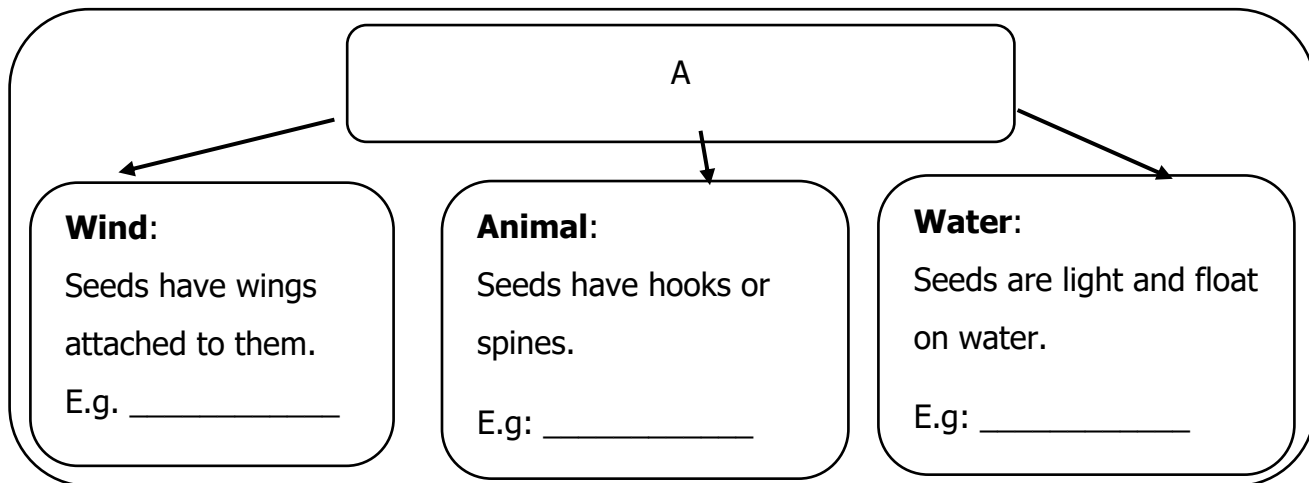 A
Wind:
Seeds have wings
attached to them.
E.g. ____________
Animal:
Seeds have hooks or
spines.
E.g: ____________
Water:
Seeds are light and float
on water.
E.g: ____________